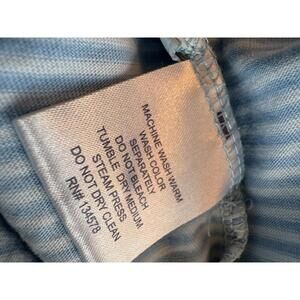 MACHINE WASH WARM
WASH COLOR
SEPARATELY
DO NOT BLEACH
TUMBLE DRY MEDIUM
STEAM PRESS
DO NOT DRY CLEAN
RN# 134578